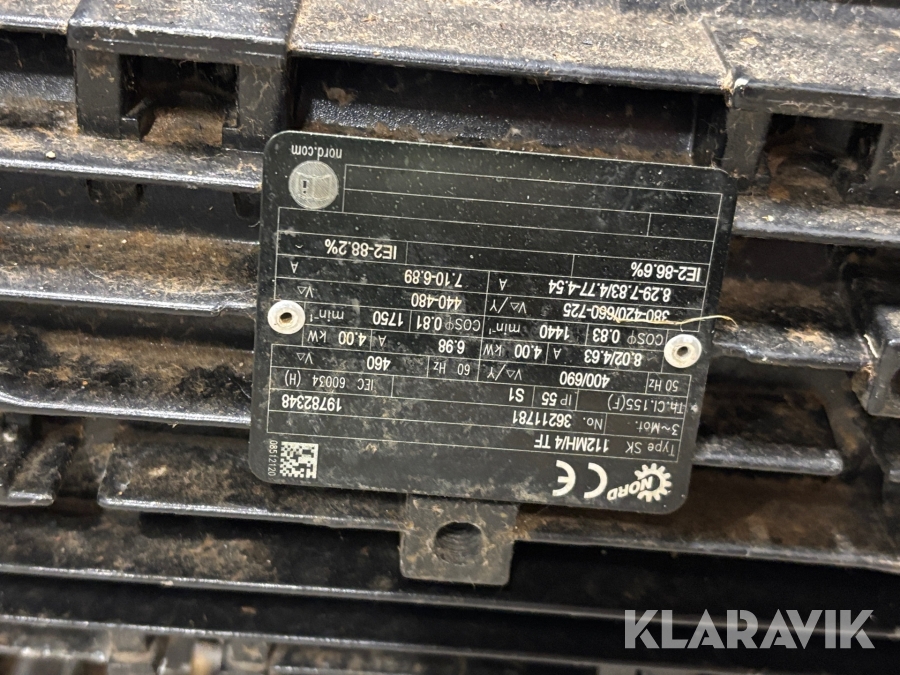 NORD CE 08512120
Type SK 112MH/4 TF
3~Mot. No. 36211781 19782348
Th.Cl.155(F) IP 55 S1 IEC 60034 (H)
50 Hz 400/690 V△/Y 60 Hz 460 V△
8.02/4.63 A 6.98 A
COSφ 0.83 4.00 kW COSφ 0.81 4.00 kW
1440 min⁻¹ 1750 min⁻¹
380-420/660-725 V△/Y 440-480 V△
8.29-7.83/4.77-4.54 A 7.10-6.89 A
IE2-86.6% IE2-88.2%
nord.com
KLARAVIK